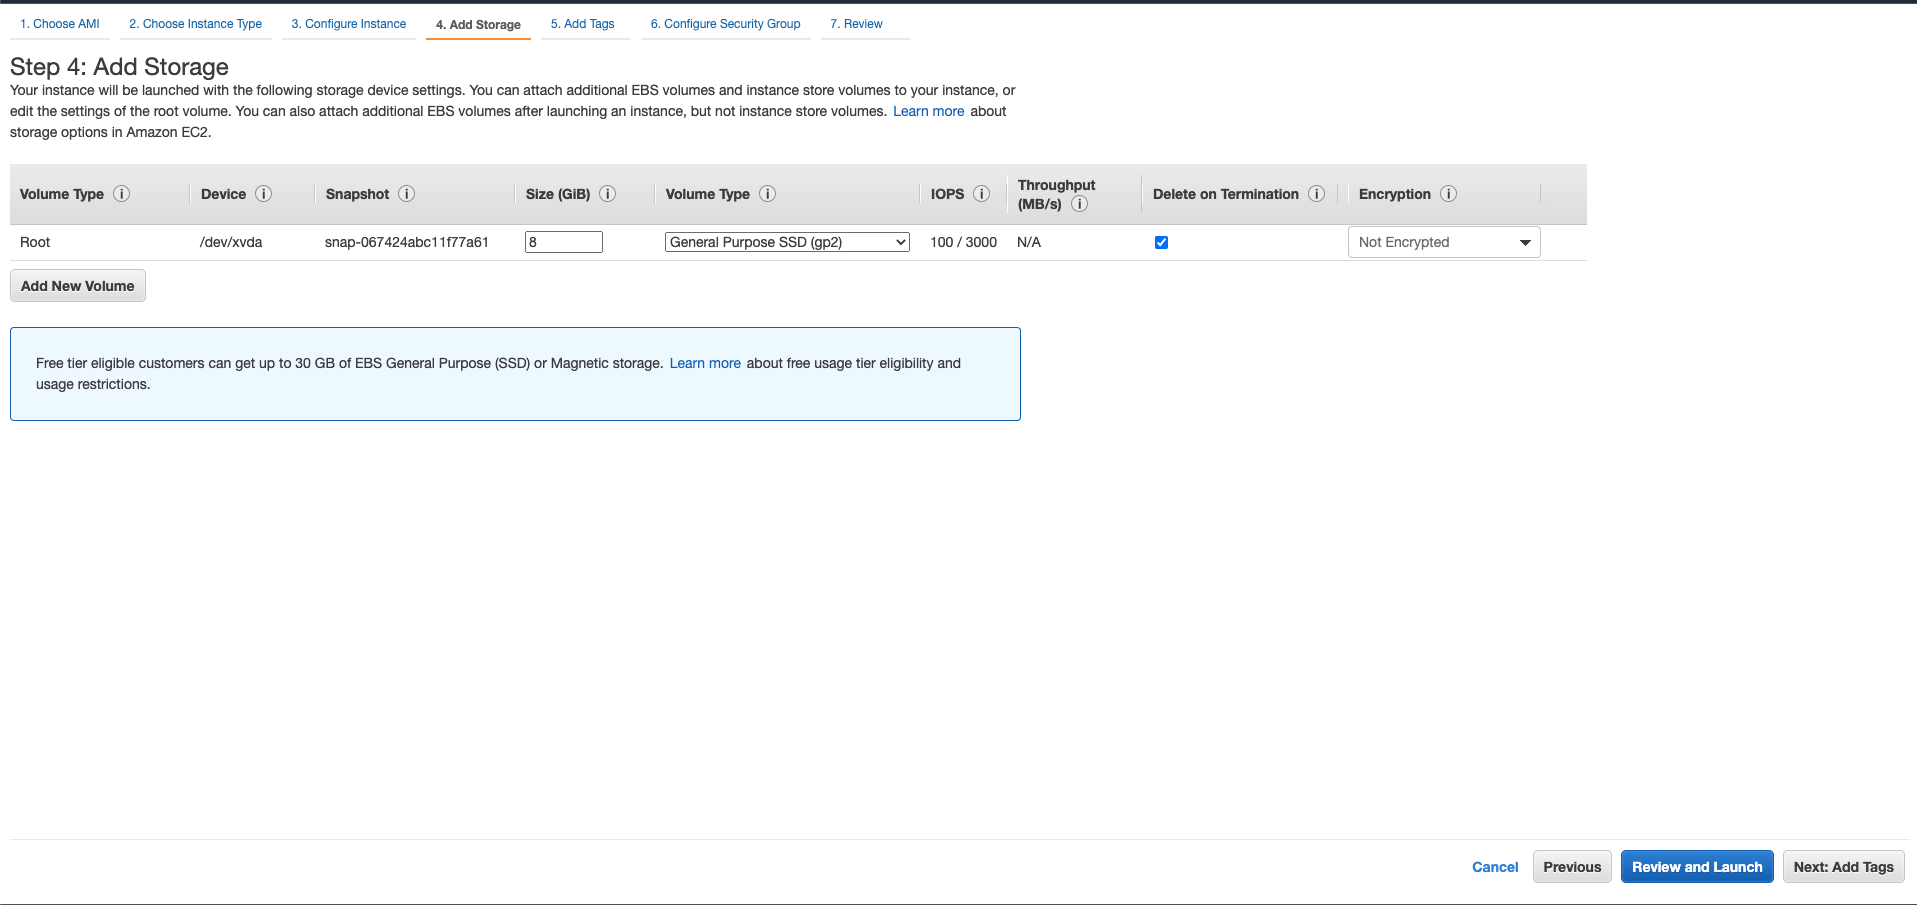 1. Choose AMI 2. Choose Instance Type 3. Configure Instance 4. Add Storage 5. Add Tags 6. Configure Security Group 7. Review
Step 4: Add Storage
Your instance will be launched with the following storage device settings. You can attach additional EBS volumes and instance store volumes to your instance, or
edit the settings of the root volume. You can also attach additional EBS volumes after launching an instance, but not instance store volumes. Learn more about
storage options in Amazon EC2.
Volume Type i Device i Snapshot i Size (GiB) i Volume Type i IOPS i Throughput (MB/s) i Delete on Termination i Encryption i
Root /dev/xvda snap-067424abc11f77a61 8 General Purpose SSD (gp2) 100 / 3000 N/A Not Encrypted
Add New Volume
Free tier eligible customers can get up to 30 GB of EBS General Purpose (SSD) or Magnetic storage. Learn more about free usage tier eligibility and
usage restrictions.
Cancel Previous Review and Launch Next: Add Tags